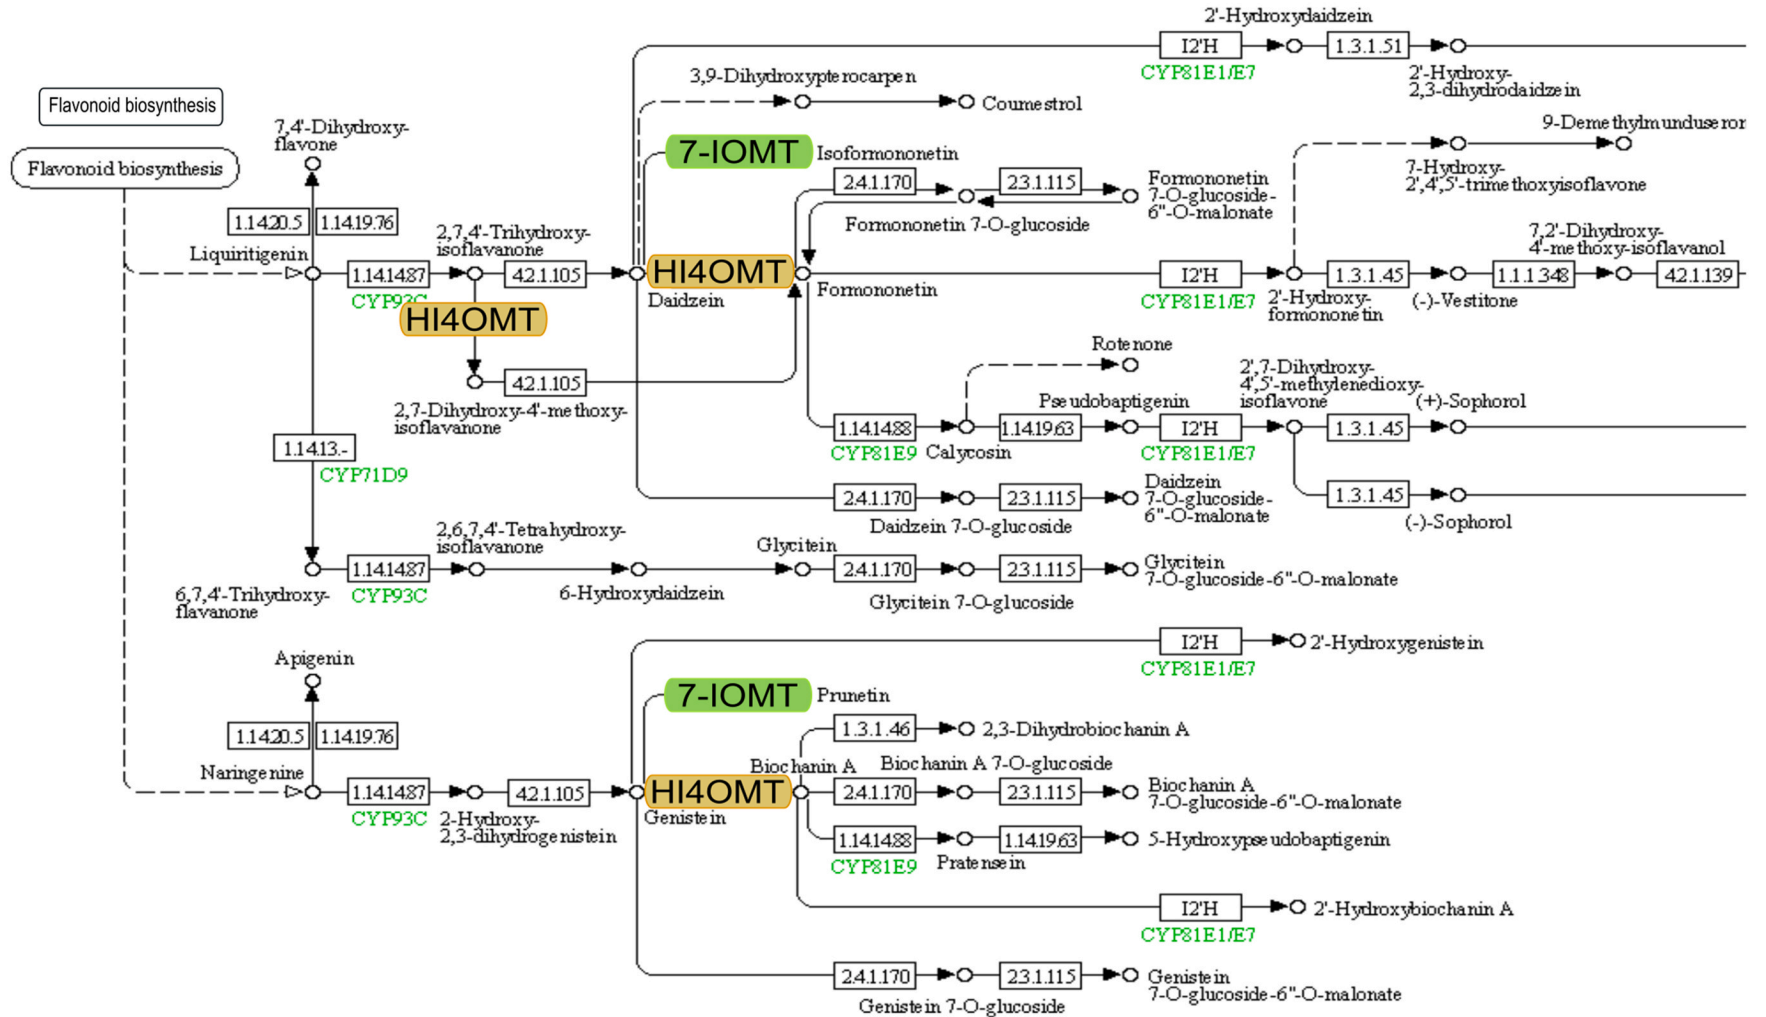 2'-Hydroxydaidzein
I2'H
1.3.1.51
CYP81E1/E7
2'-Hydroxy-
2,3-dihydrodaidzein
3,9-Dihydroxypterocarpen
Coumestrol
Flavonoid biosynthesis
7,4'-Dihydroxy-
flavone
Flavonoid biosynthesis
7-IOMT
Isoformononetin
9-Demethylmunduseron
7-Hydroxy-
2',4',5'-trimethoxyisoflavone
2.4.1.170
2.3.1.115
Formononetin
7-O-glucoside-
6"-O-malonate
Formononetin 7-O-glucoside
1.14.20.5
1.14.19.76
2,7,4'-Trihydroxy-
isoflavanone
7,2'-Dihydroxy-
4'-methoxy-isoflavanol
Liquiritigenin
1.14.14.87
4.2.1.105
HI4OMT
I2'H
1.3.1.45
1.1.1.348
4.2.1.139
CYP93C
Daidzein
Formononetin
CYP81E1/E7
2'-Hydroxy-
formononetin
(-)-Vestitone
HI4OMT
Rotenone
4.2.1.105
2,7-Dihydroxy-4'-methoxy-
isoflavanone
2',7-Dihydroxy-
4',5'-methylenedioxy-
isoflavone
Pseudobaptigenin
(+)-Sophorol
1.14.14.88
1.14.19.63
I2'H
1.3.1.45
CYP81E9
Calycosin
CYP81E1/E7
1.14.13.-
CYP71D9
2.4.1.170
2.3.1.115
Daidzein
7-O-glucoside-
6"-O-malonate
Daidzein 7-O-glucoside
1.3.1.45
(-)-Sophorol
2,6,7,4'-Tetrahydroxy-
isoflavanone
Glycitein
1.14.14.87
2.4.1.170
2.3.1.115
Glycitein
7-O-glucoside-6"-O-malonate
6,7,4'-Trihydroxy-
flavanone
CYP93C
6-Hydroxydaidzein
Glycitein 7-O-glucoside
I2'H
2'-Hydroxygenistein
CYP81E1/E7
Apigenin
7-IOMT
Prunetin
1.3.1.46
2,3-Dihydrobiochanin A
1.14.20.5
1.14.19.76
Naringenine
Biochanin A
Biochanin A 7-O-glucoside
1.14.14.87
4.2.1.105
HI4OMT
2.4.1.170
2.3.1.115
Biochanin A
7-O-glucoside-6"-O-malonate
CYP93C
2-Hydroxy-
2,3-dihydrogenistein
Genistein
1.14.14.88
1.14.19.63
5-Hydroxypseudobaptigenin
CYP81E9
Pratensein
I2'H
2'-Hydroxybiochanin A
CYP81E1/E7
2.4.1.170
2.3.1.115
Genistein
7-O-glucoside-6"-O-malonate
Genistein 7-O-glucoside